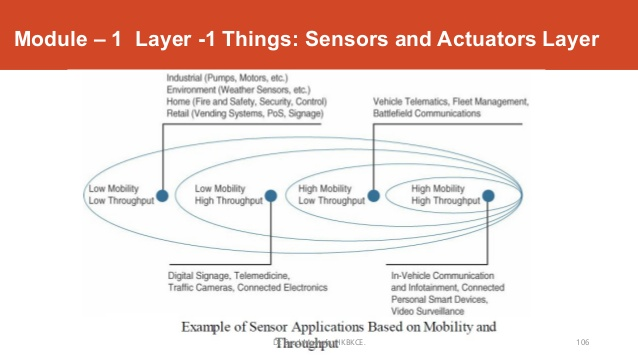 Module – 1 Layer -1 Things: Sensors and Actuators Layer
Industrial (Pumps, Motors, etc.)
Environment (Weather Sensors, etc.)
Home (Fire and Safety, Security, Control)
Retail (Vending Systems, PoS, Signage)
Vehicle Telematics, Fleet Management,
Battlefield Communications
Low Mobility
Low Throughput
Low Mobility
High Throughput
High Mobility
Low Throughput
High Mobility
High Throughput
Digital Signage, Telemedicine,
Traffic Cameras, Connected Electronics
In-Vehicle Communication
and Infotainment, Connected
Personal Smart Devices,
Video Surveillance
Example of Sensor Applications Based on Mobility and
Throughput
HKBKCE.
106